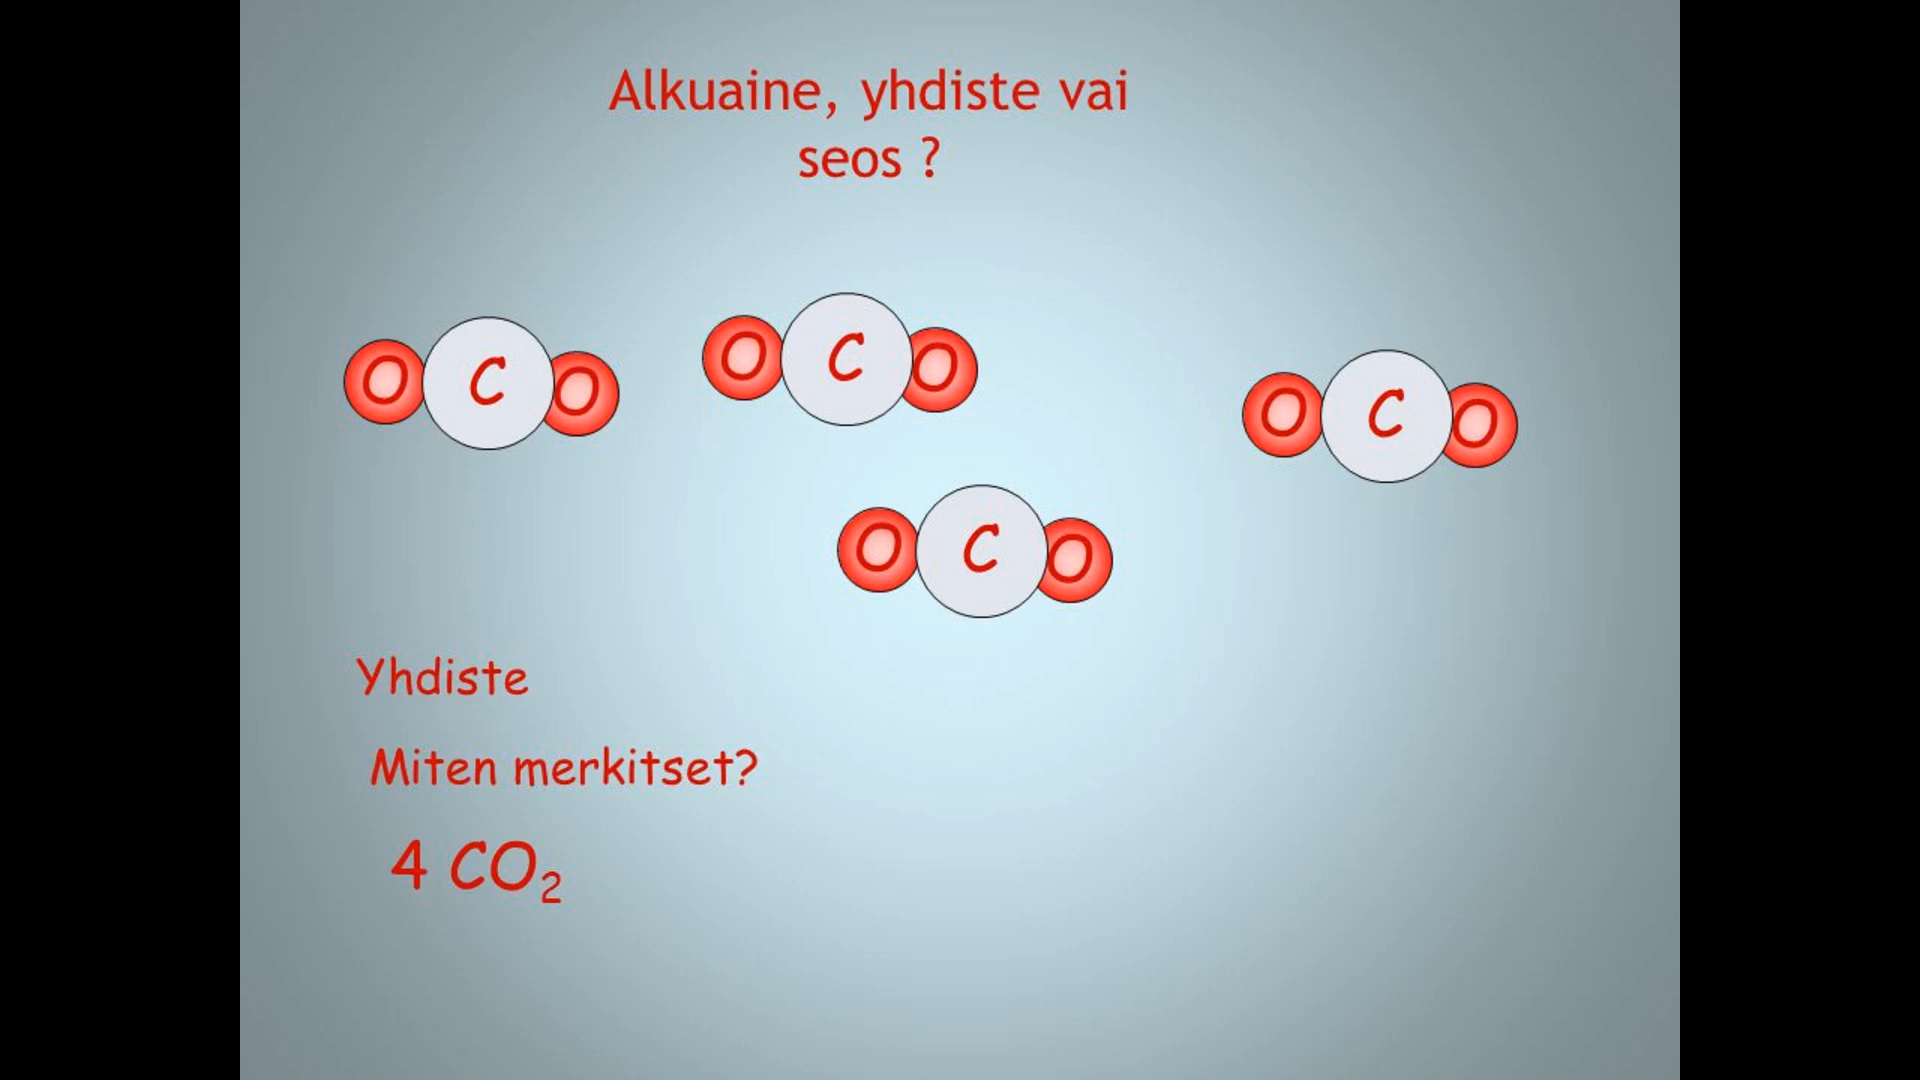 Alkuaine, yhdiste vai
seos ?
O C O
O C O
O C O
O C O
Yhdiste
Miten merkitset?
4 CO₂